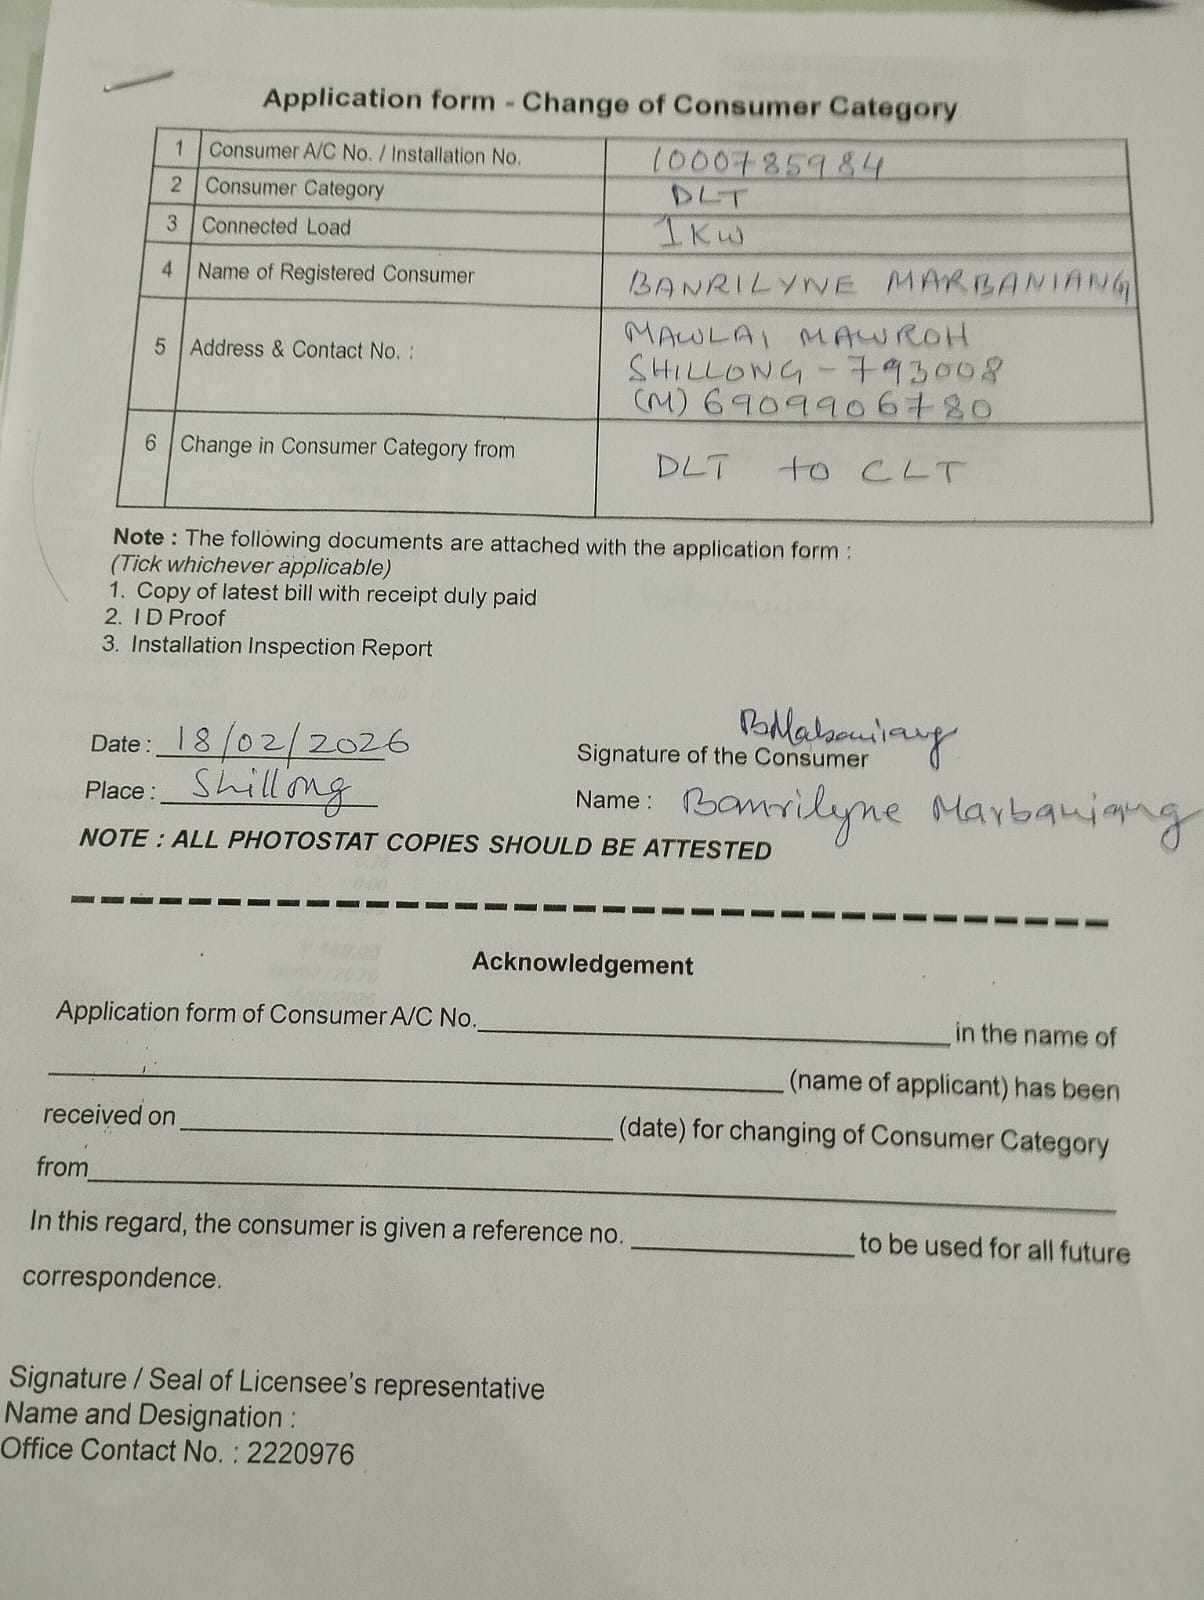 Application form - Change of Consumer Category
1 Consumer A/C No. / Installation No. 1000785984
2 Consumer Category DLT
3 Connected Load 1KW
4 Name of Registered Consumer BANRILYNE MARBANIANG
5 Address & Contact No. : MAWLAI MAWROH
SHILLONG - 793008
(M) 6909906780
6 Change in Consumer Category from DLT to CLT
Note : The following documents are attached with the application form :
(Tick whichever applicable)
1. Copy of latest bill with receipt duly paid
2. I D Proof
3. Installation Inspection Report
Date : 18/02/2026
Signature of the Consumer
Place : Shillong
Name : Banrilyne Marbaniang
NOTE : ALL PHOTOSTAT COPIES SHOULD BE ATTESTED
Acknowledgement
Application form of Consumer A/C No. in the name of
(name of applicant) has been
received on (date) for changing of Consumer Category
from
In this regard, the consumer is given a reference no. to be used for all future
correspondence.
Signature / Seal of Licensee's representative
Name and Designation :
Office Contact No. : 2220976